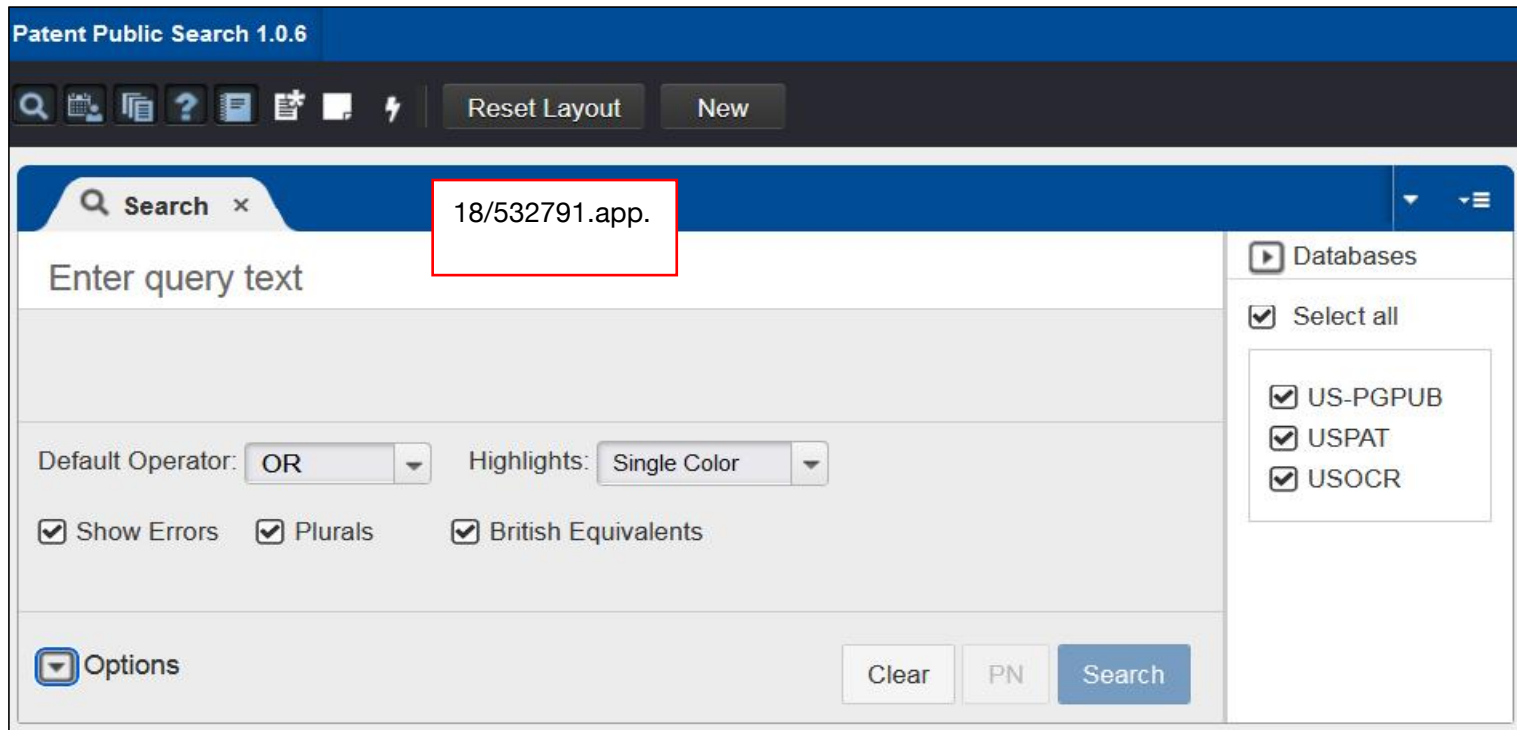 Patent Public Search 1.0.6
Reset Layout New
Search ×
18/532791.app.
Enter query text
Databases
Select all
US-PGPUB
USPAT
USOCR
Default Operator: OR Highlights: Single Color
Show Errors Plurals British Equivalents
Options
Clear PN Search